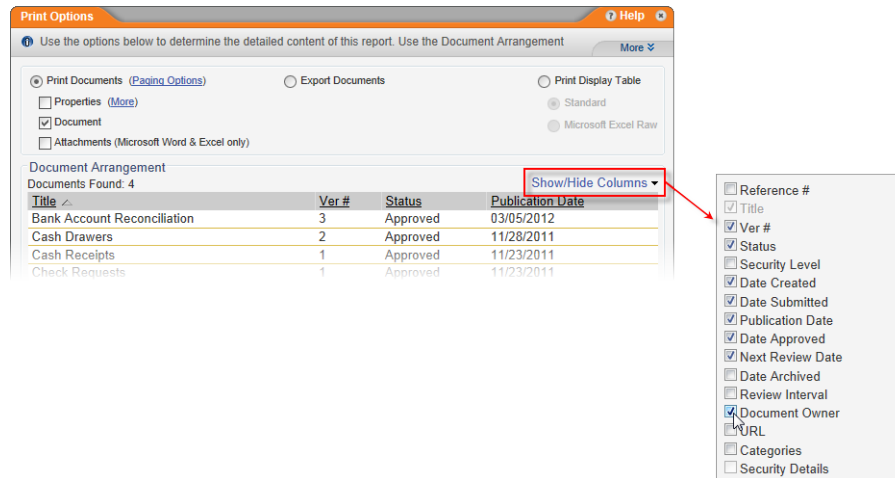 Print Options
Help
Use the options below to determine the detailed content of this report. Use the Document Arrangement
More
Print Documents (Paging Options)
Export Documents
Print Display Table
Properties (More)
Standard
Document
Microsoft Excel Raw
Attachments (Microsoft Word & Excel only)
Document Arrangement
Documents Found: 4
Show/Hide Columns
Title Ver # Status Publication Date
Bank Account Reconciliation 3 Approved 03/05/2012
Cash Drawers 2 Approved 11/28/2011
Cash Receipts 1 Approved 11/23/2011
Check Requests 1 Approved 11/23/2011
Reference #
Title
Ver #
Status
Security Level
Date Created
Date Submitted
Publication Date
Date Approved
Next Review Date
Date Archived
Review Interval
Document Owner
URL
Categories
Security Details